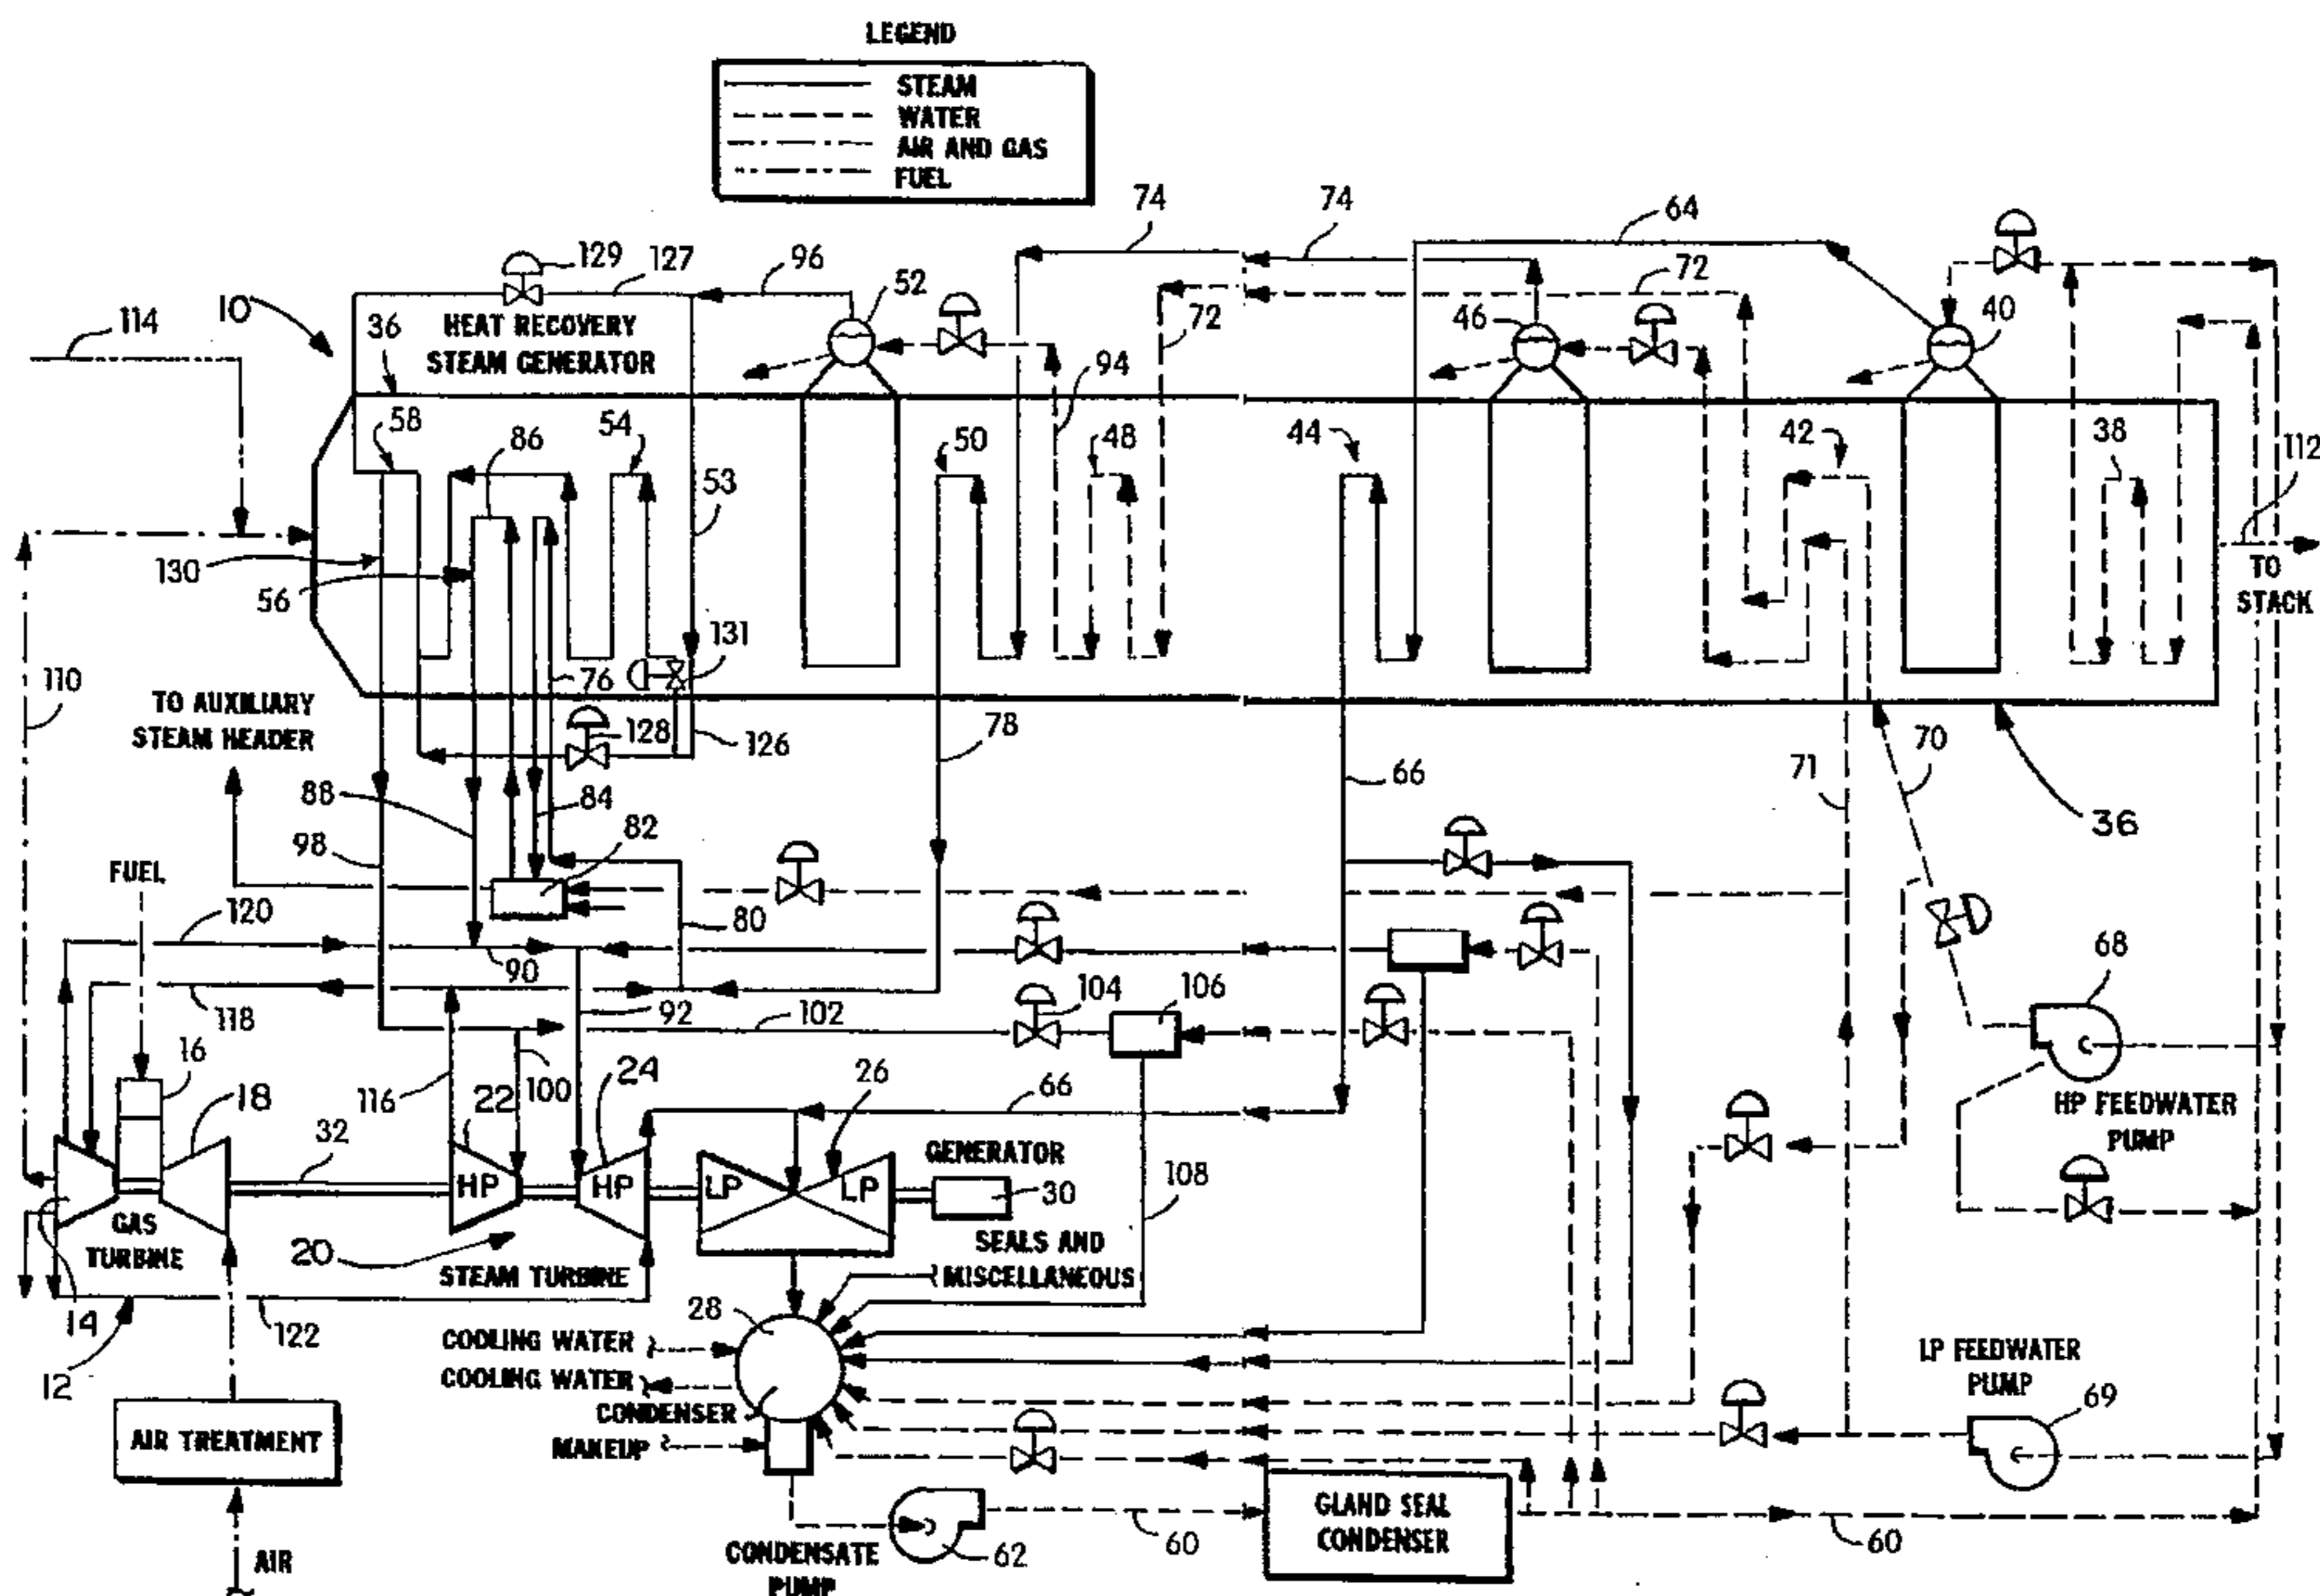 LEGEND
STEAM
WATER
AIR AND GAS
FUEL
74
74
64
129
127
96
52
72
10
114
36
HEAT RECOVERY
STEAM GENERATOR
72
46
40
94
58
86
54
50
48
44
42
38
112
53
130
56
TO
STACK
131
110
76
TO AUXILIARY
STEAM HEADER
128
126
78
70
66
71
88
84
36
82
98
FUEL
120
80
90
68
118
92
104
106
102
16
100
24
26
116
22
18
66
HP FEEDWATER
PUMP
32
GENERATOR
108
HP
HP
LP
LP
30
GAS
TURBINE
20
SEALS AND
MISCELLANEOUS
STEAM TURBINE
14
28
122
COOLING WATER
12
COOLING WATER
LP FEEDWATER
PUMP
CONDENSER
69
AIR TREATMENT
MAKEUP
GLAND SEAL
CONDENSER
60
60
62
CONDENSATE
PUMP
AIR